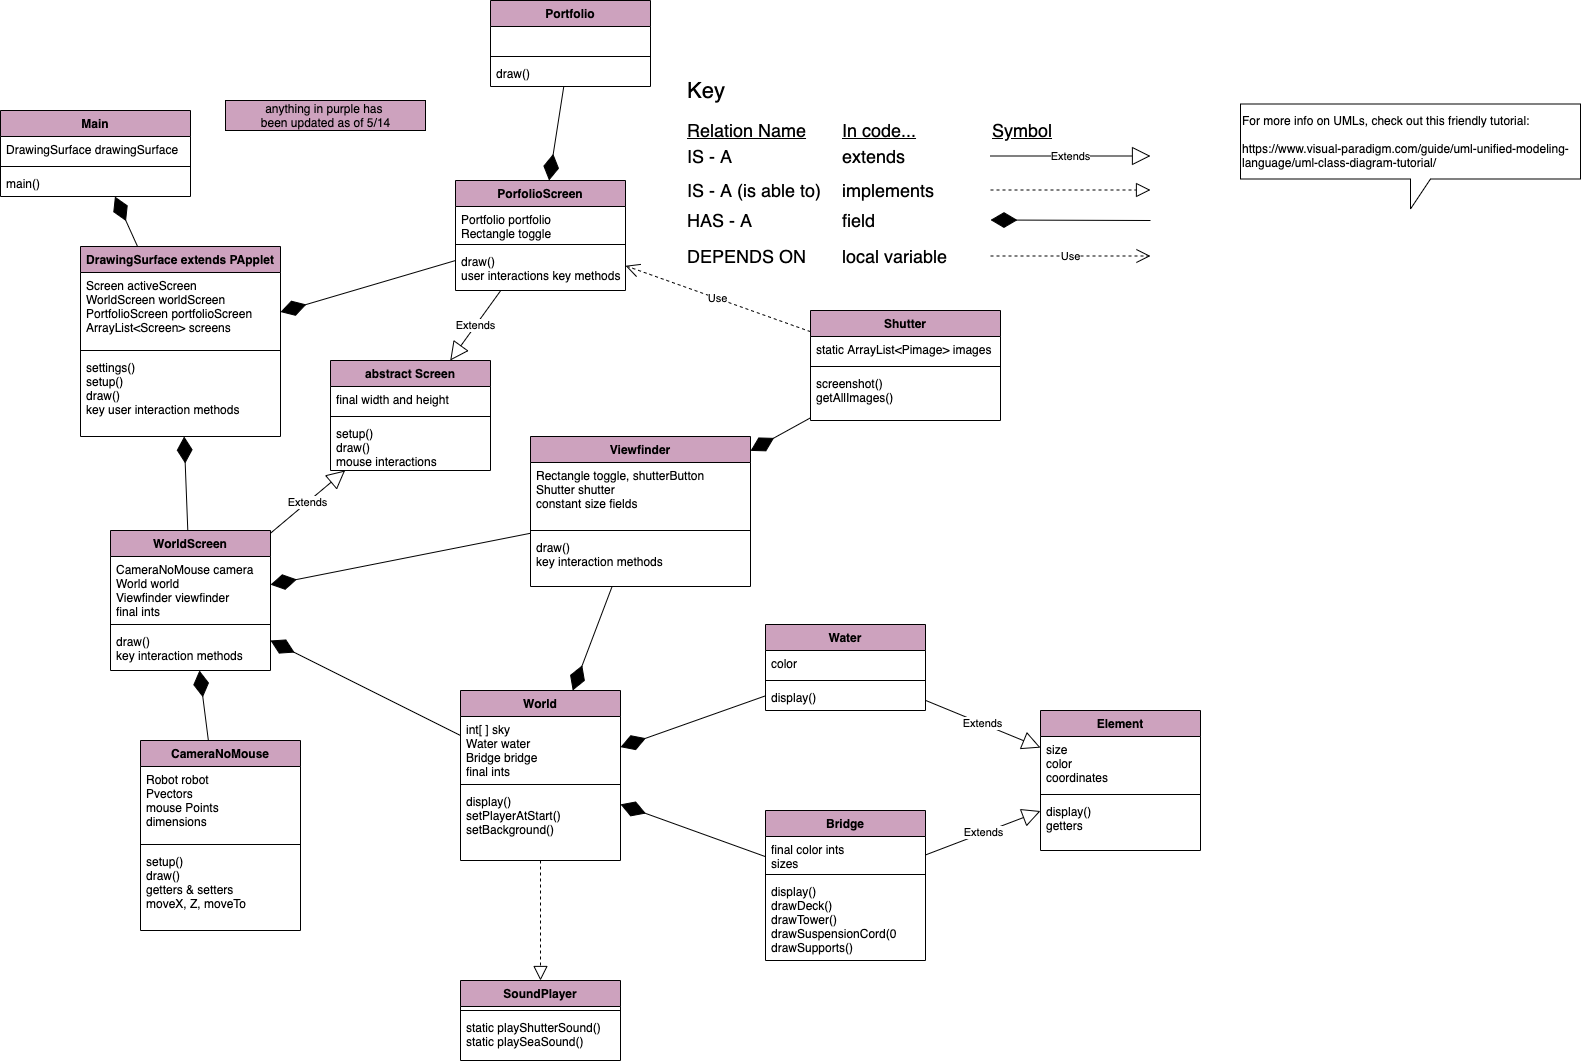 Portfolio
draw()
Key
Relation Name
In code...
Symbol
IS - A
extends
Extends
IS - A (is able to)
implements
HAS - A
field
DEPENDS ON
local variable
Use
For more info on UMLs, check out this friendly tutorial:
https://www.visual-paradigm.com/guide/uml-unified-modeling-
language/uml-class-diagram-tutorial/
anything in purple has
been updated as of 5/14
Main
DrawingSurface drawingSurface
main()
PorfolioScreen
Portfolio portfolio
Rectangle toggle
draw()
user interactions key methods
DrawingSurface extends PApplet
Screen activeScreen
WorldScreen worldScreen
PortfolioScreen portfolioScreen
ArrayList<Screen> screens
settings()
setup()
draw()
key user interaction methods
Use
Extends
Shutter
static ArrayList<Pimage> images
screenshot()
getAllImages()
abstract Screen
final width and height
setup()
draw()
mouse interactions
Extends
Viewfinder
Rectangle toggle, shutterButton
Shutter shutter
constant size fields
draw()
key interaction methods
WorldScreen
CameraNoMouse camera
World world
Viewfinder viewfinder
final ints
draw()
key interaction methods
Water
color
display()
World
int[ ] sky
Water water
Bridge bridge
final ints
display()
setPlayerAtStart()
setBackground()
Extends
Element
size
color
coordinates
display()
getters
CameraNoMouse
Robot robot
Pvectors
mouse Points
dimensions
setup()
draw()
getters & setters
moveX, Z, moveTo
Bridge
final color ints
sizes
display()
drawDeck()
drawTower()
drawSuspensionCord(0
drawSupports()
Extends
SoundPlayer
static playShutterSound()
static playSeaSound()